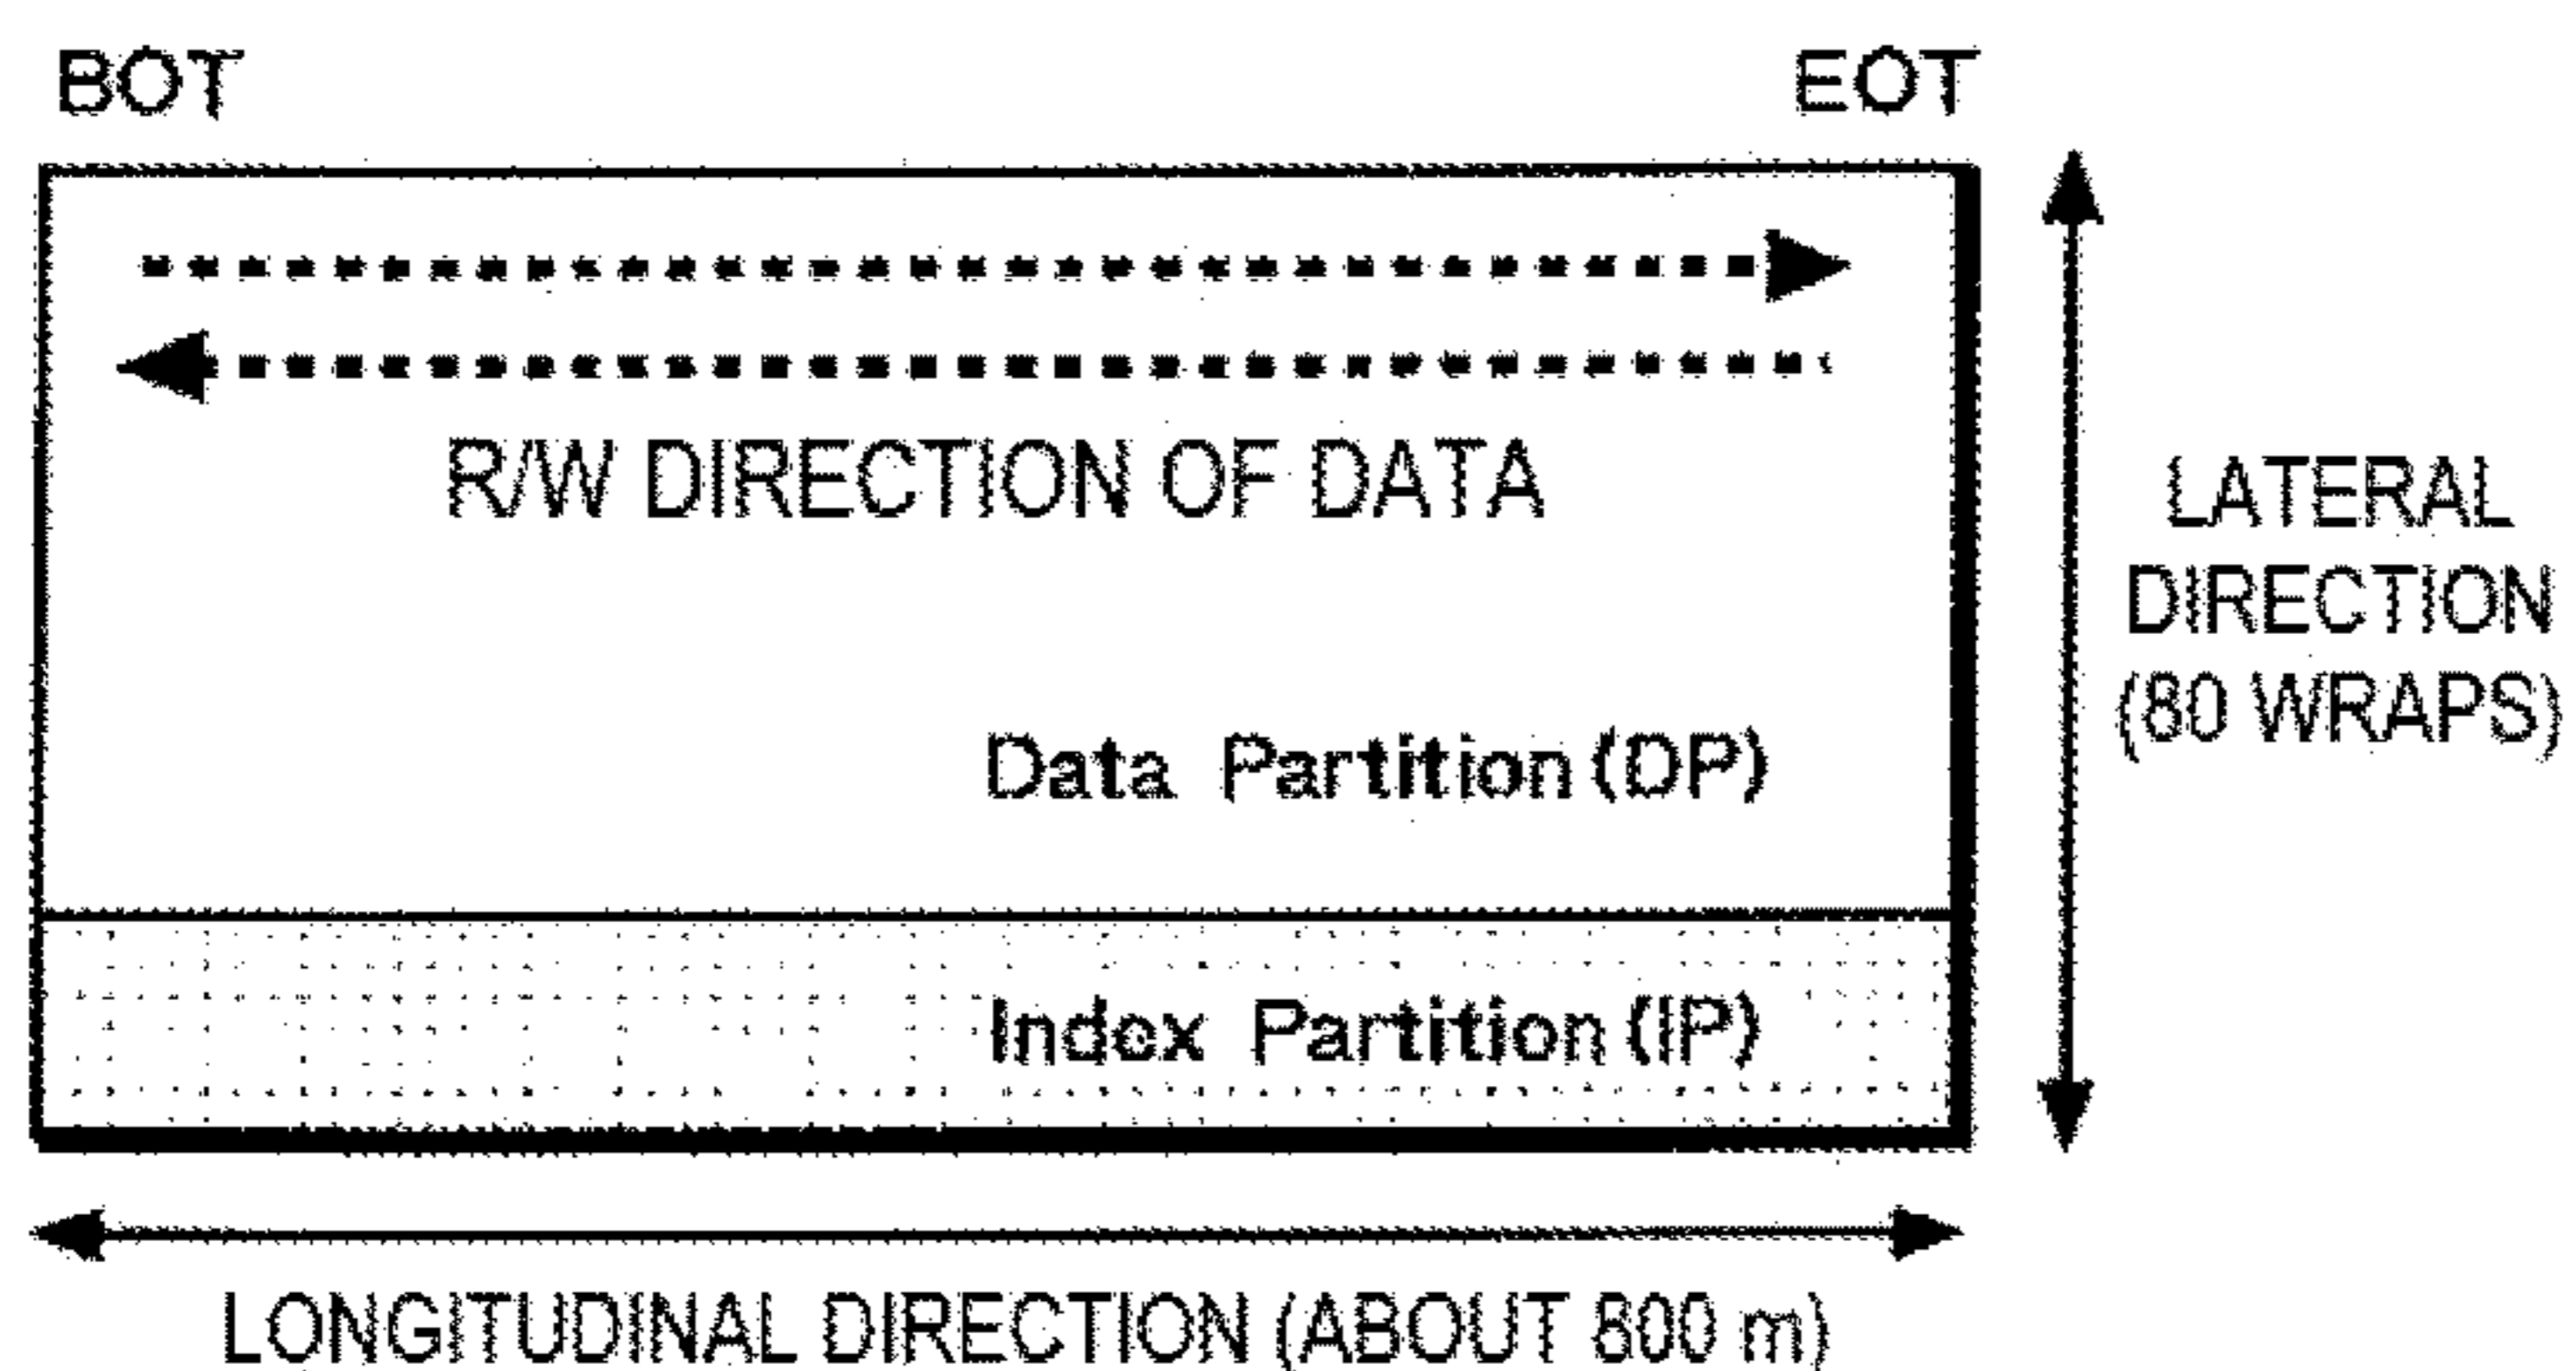 BOT
EOT
R/W DIRECTION OF DATA
LATERAL
DIRECTION
(80 WRAPS)
Data Partition (DP)
Index Partition (IP)
LONGITUDINAL DIRECTION (ABOUT 800 m)